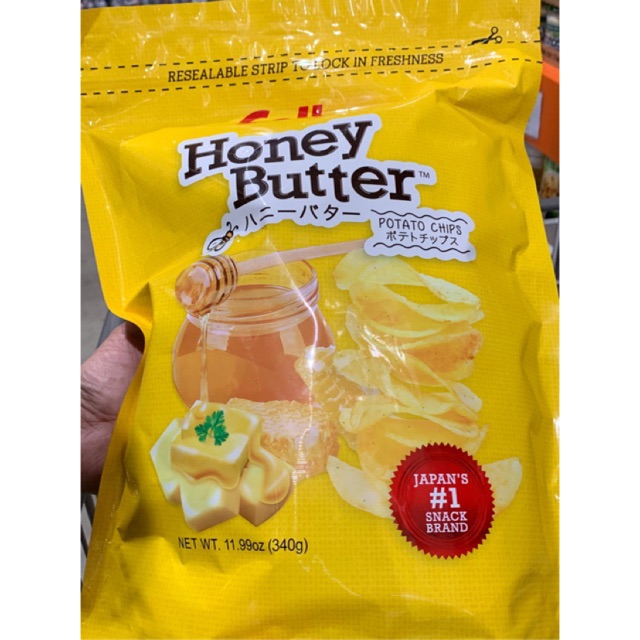 RESEALABLE STRIP TO LOCK IN FRESHNESS
Honey
Butter™
ハニーバター
POTATO CHIPS
ポテトチップス
JAPAN'S
#1
SNACK
BRAND
NET WT. 11.99oz (340g)